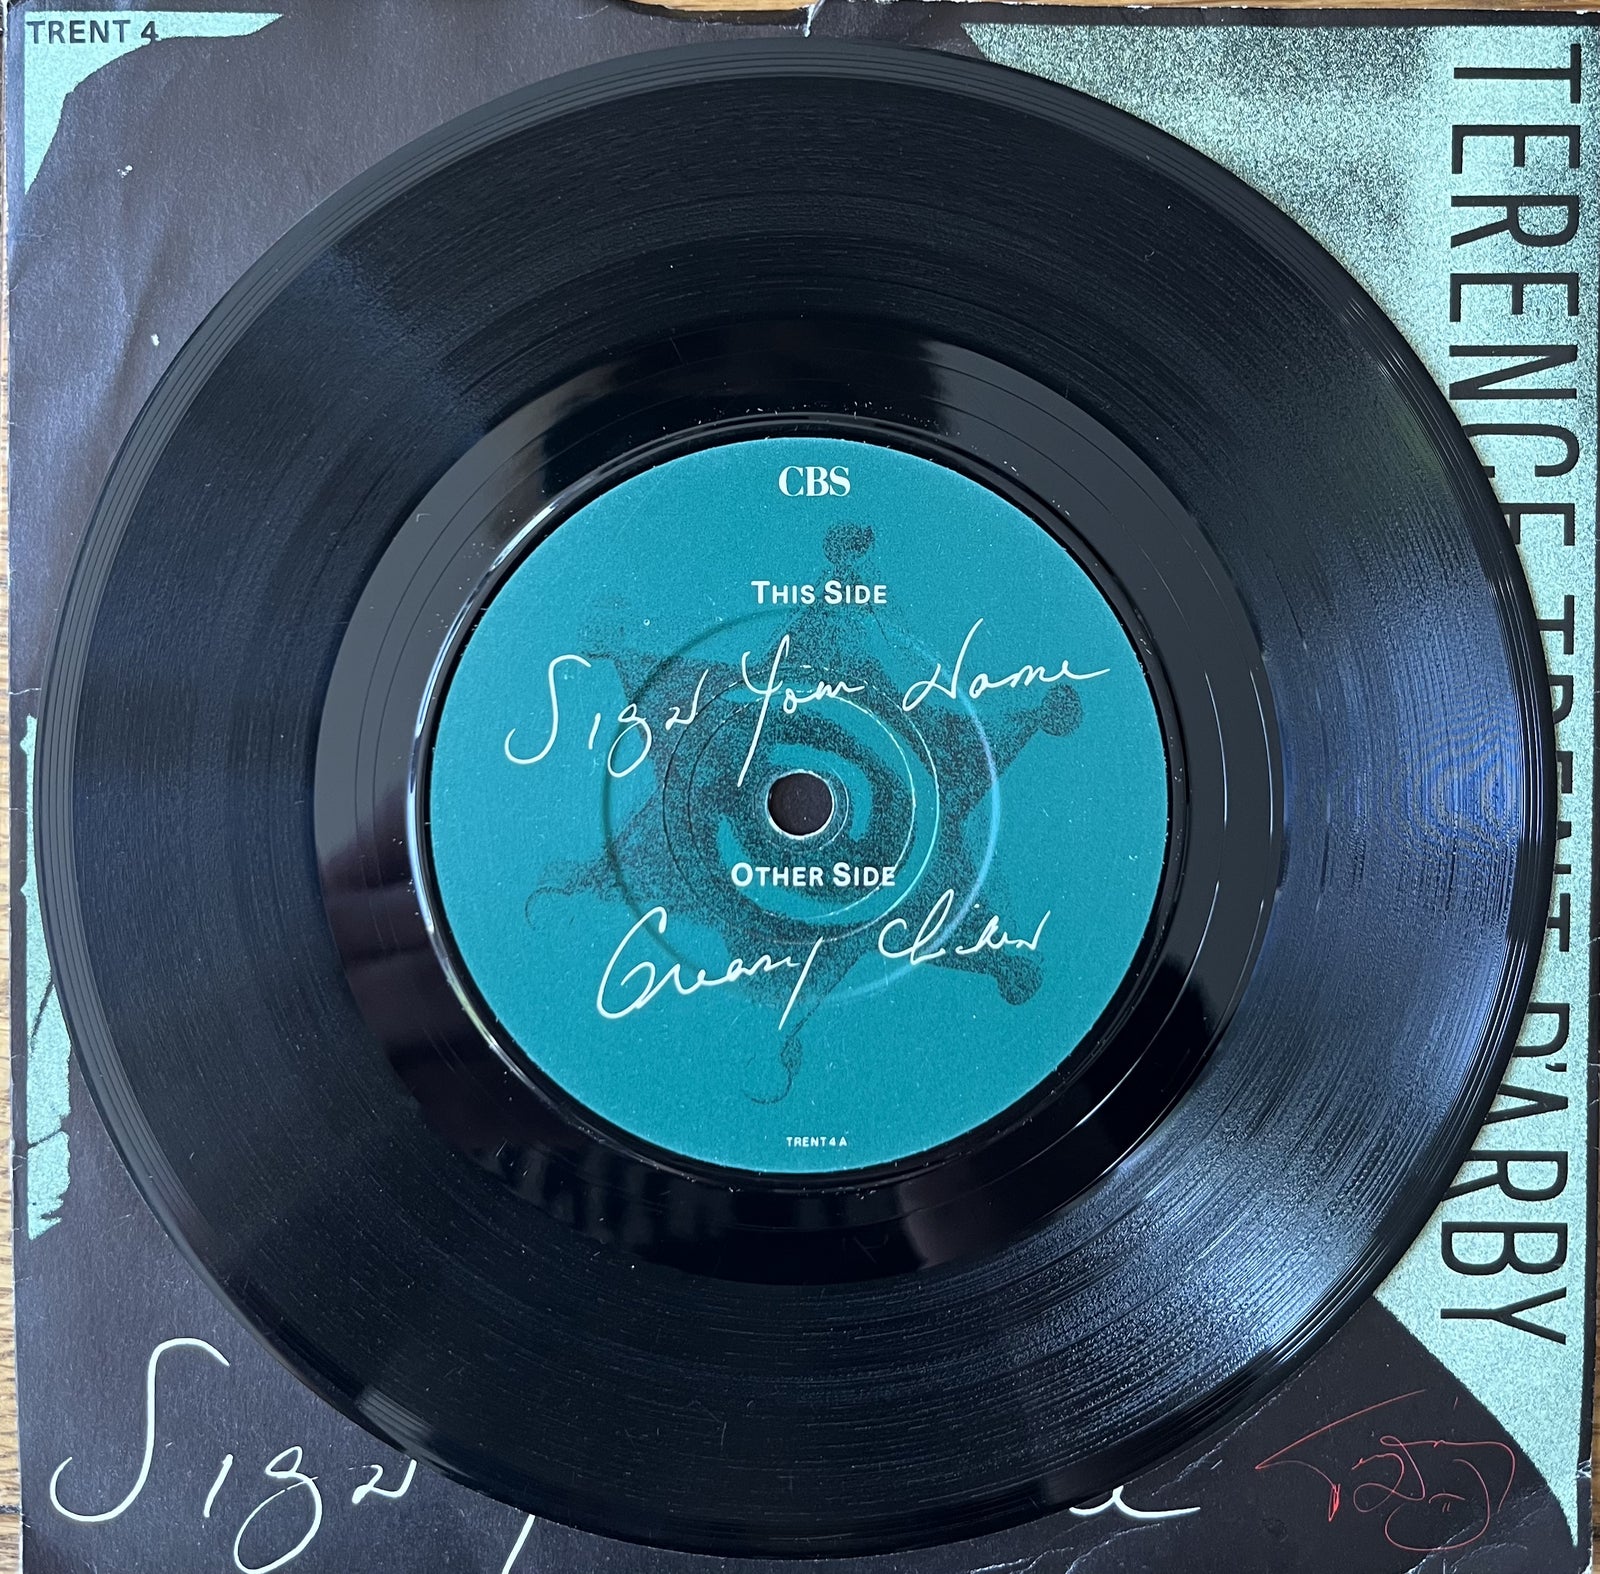 TRENT 4
TERENCE TRENT D'ARBY
CBS
THIS SIDE
Sign Your Name
OTHER SIDE
Greasy Chicken
TRENT 4 A
Sign